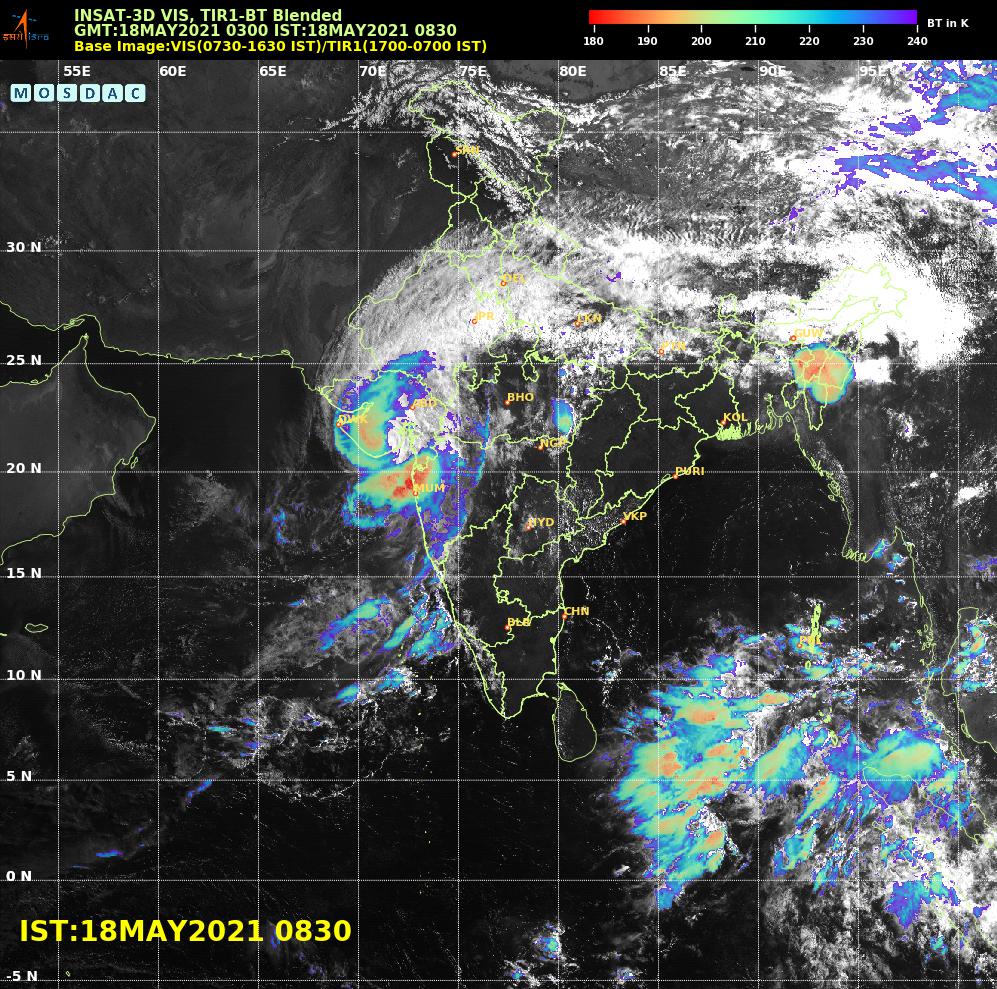 INSAT-3D VIS, TIR1-BT Blended
GMT:18MAY2021 0300 IST:18MAY2021 0830
Base Image:VIS(0730-1630 IST)/TIR1(1700-0700 IST)
BT in K
180 190 200 210 220 230 240
55E 60E 65E 70E 75E 80E 85E 90E 95E
MOSDAC
SRN
30 N
DEL
JPR
LKN
GUW
PTN
25 N
BHO
DWK
KOL
NGP
20 N
PURI
MUM
HYD
VKP
15 N
CHN
BLR
10 N
5 N
0 N
IST:18MAY2021 0830
-5 N